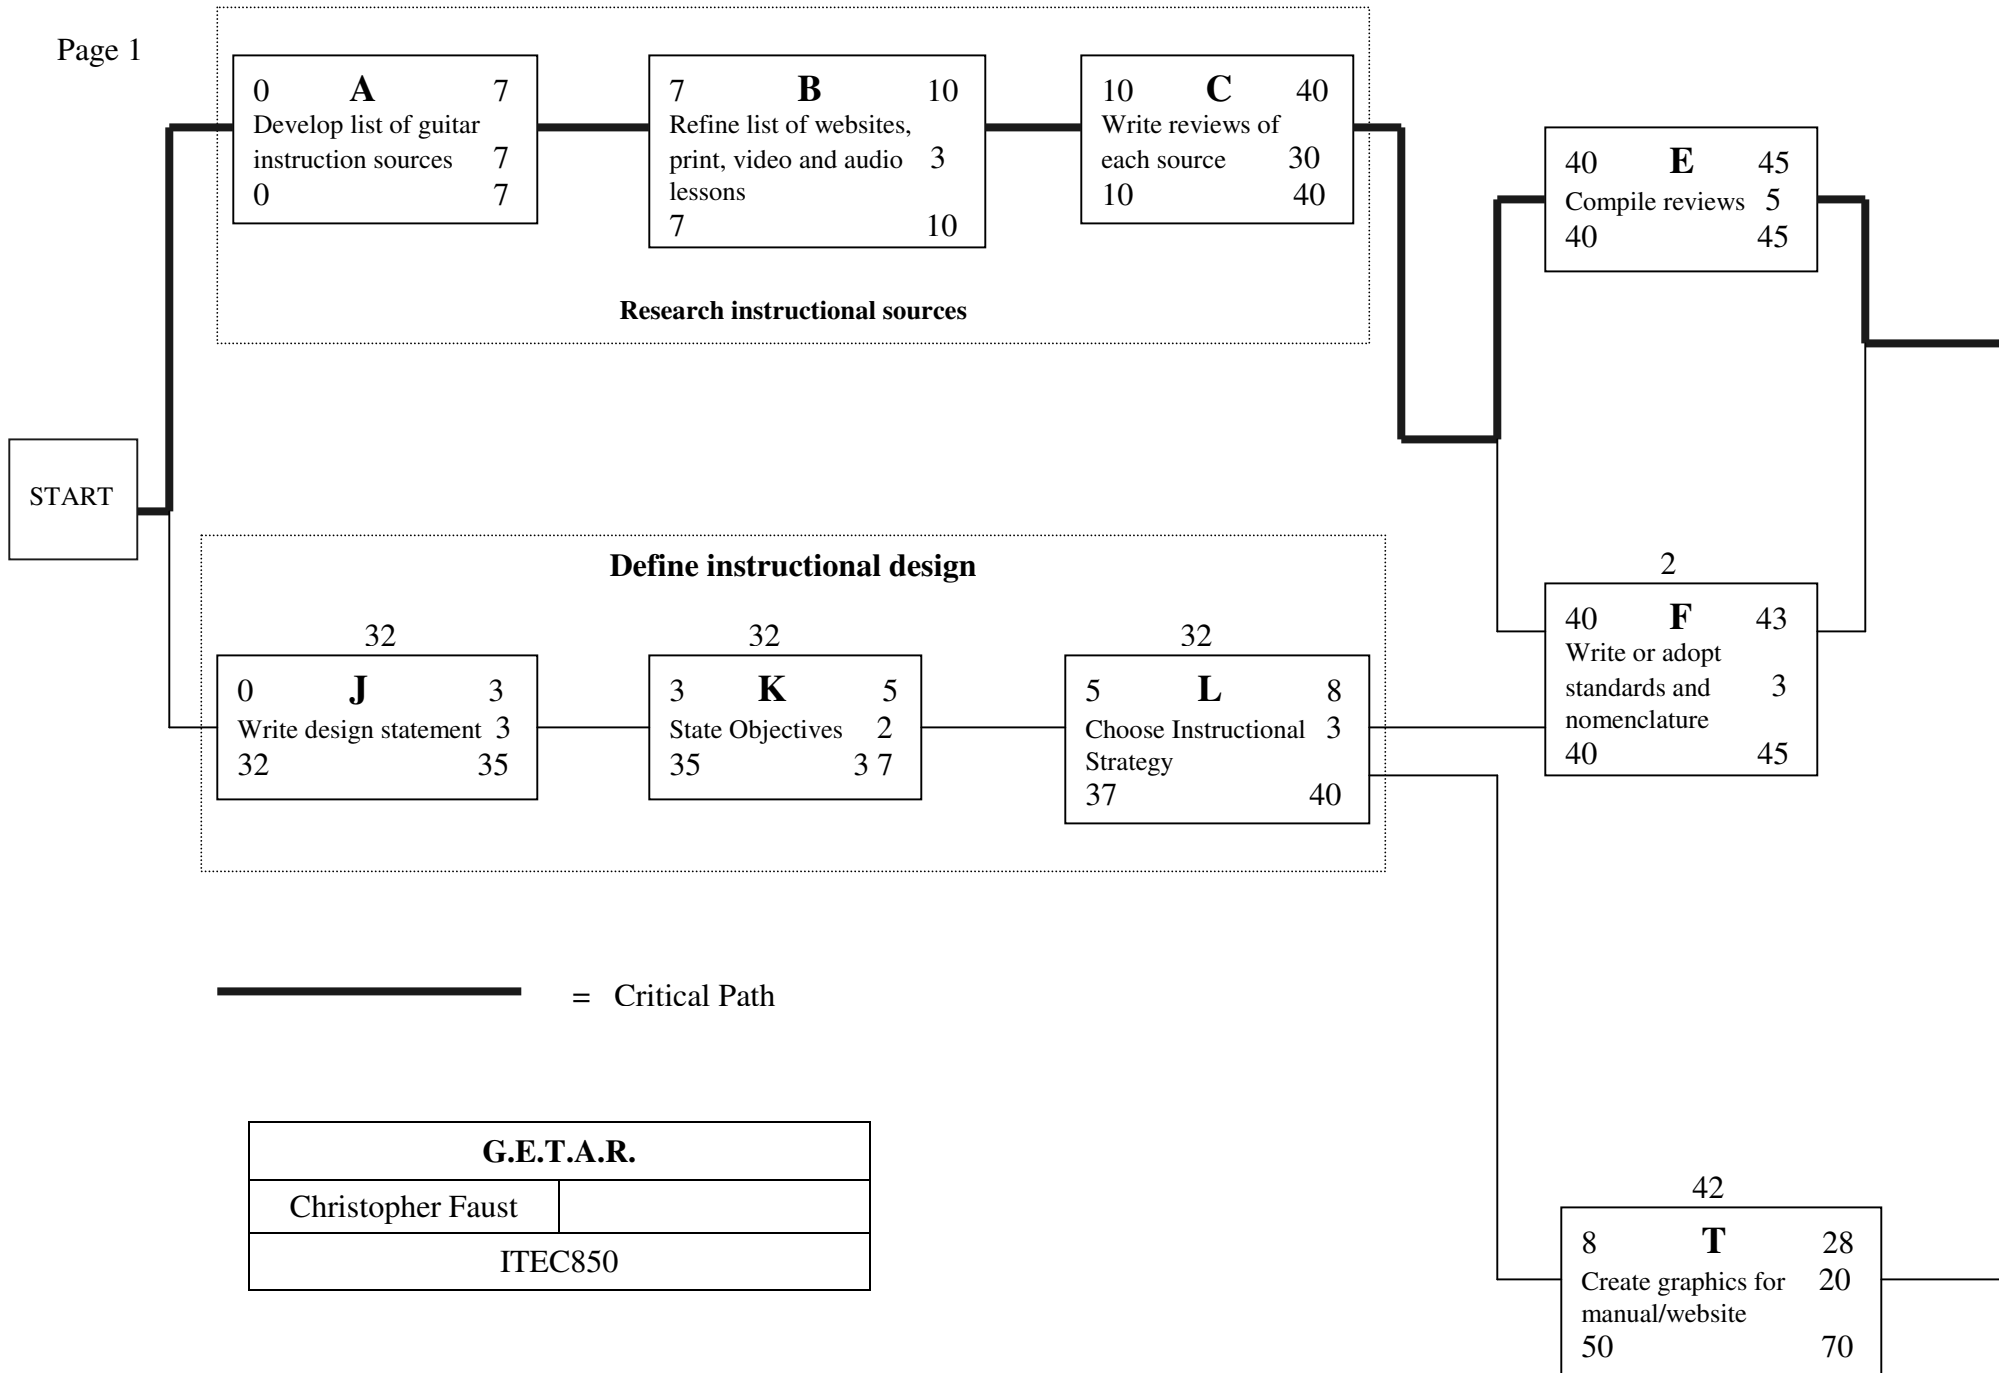 Page 1
0 A 7
Develop list of guitar
instruction sources 7
0 7
7 B 10
Refine list of websites,
print, video and audio 3
lessons
7 10
10 C 40
Write reviews of
each source 30
10 40
Research instructional sources
40 E 45
Compile reviews 5
40 45
START
Define instructional design
32
0 J 3
Write design statement 3
32 35
32
3 K 5
State Objectives 2
35 3 7
32
5 L 8
Choose Instructional 3
Strategy
37 40
2
40 F 43
Write or adopt
standards and 3
nomenclature
40 45
= Critical Path
G.E.T.A.R.
Christopher Faust
ITEC850
42
8 T 28
Create graphics for 20
manual/website
50 70